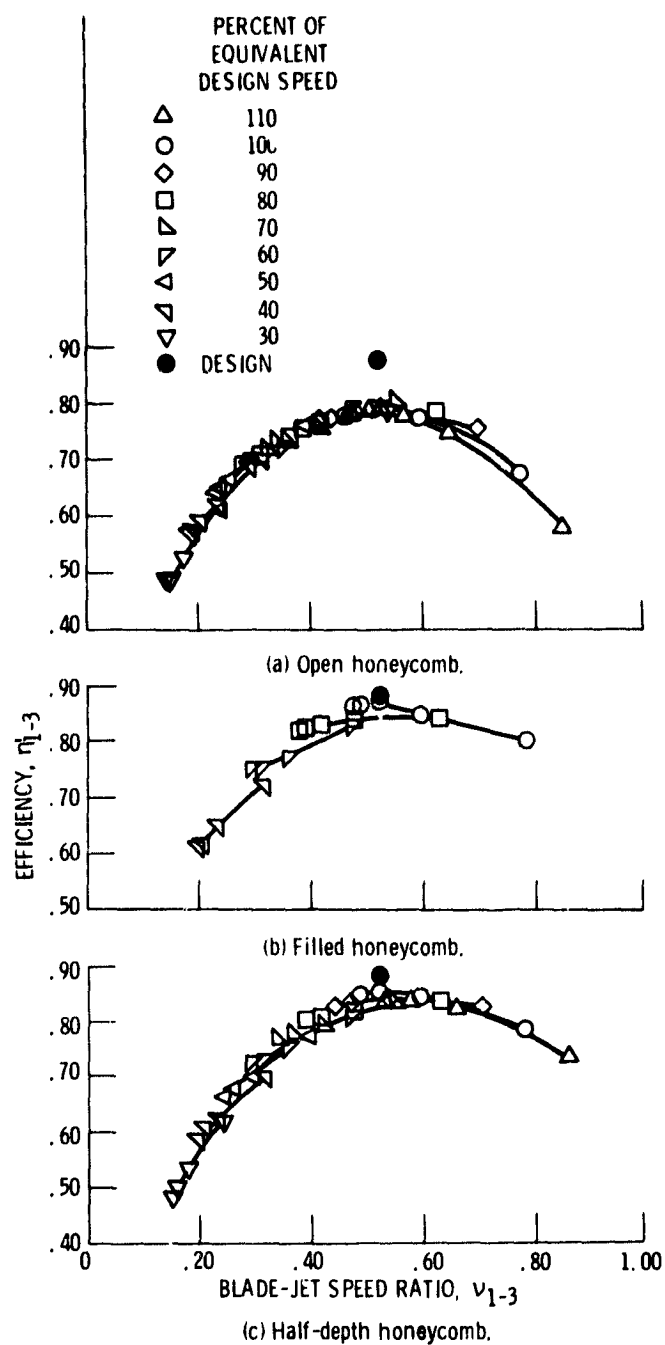 PERCENT OF
EQUIVALENT
DESIGN SPEED
110
100
90
80
70
60
50
40
30
DESIGN
.90
.80
.70
.60
.50
.40
(a) Open honeycomb.
.90
.80
.70
.60
.50
EFFICIENCY, η'1-3
(b) Filled honeycomb.
.90
.80
.70
.60
.50
.40
0 .20 .40 .60 .80 1.00
BLADE-JET SPEED RATIO, ν1-3
(c) Half-depth honeycomb.